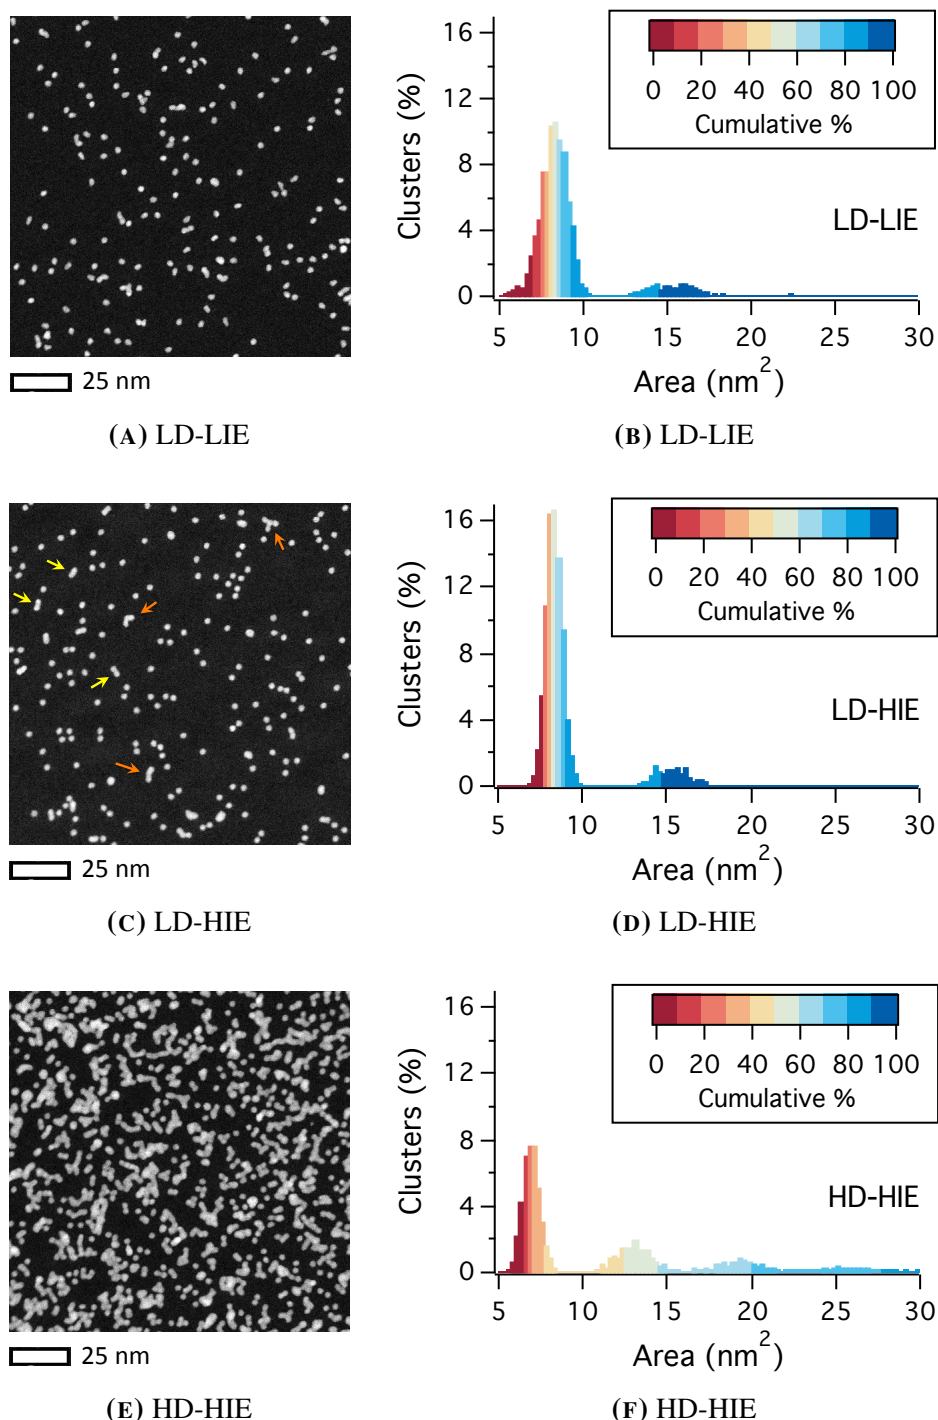 16
12
8
4
0
Clusters (%)
0 20 40 60 80 100
Cumulative %
LD-LIE
5 10 15 20 25 30
Area (nm²)
25 nm
(A) LD-LIE
(B) LD-LIE
16
12
8
4
0
Clusters (%)
0 20 40 60 80 100
Cumulative %
LD-HIE
5 10 15 20 25 30
Area (nm²)
25 nm
(C) LD-HIE
(D) LD-HIE
16
12
8
4
0
Clusters (%)
0 20 40 60 80 100
Cumulative %
HD-HIE
5 10 15 20 25 30
Area (nm²)
25 nm
(E) HD-HIE
(F) HD-HIE